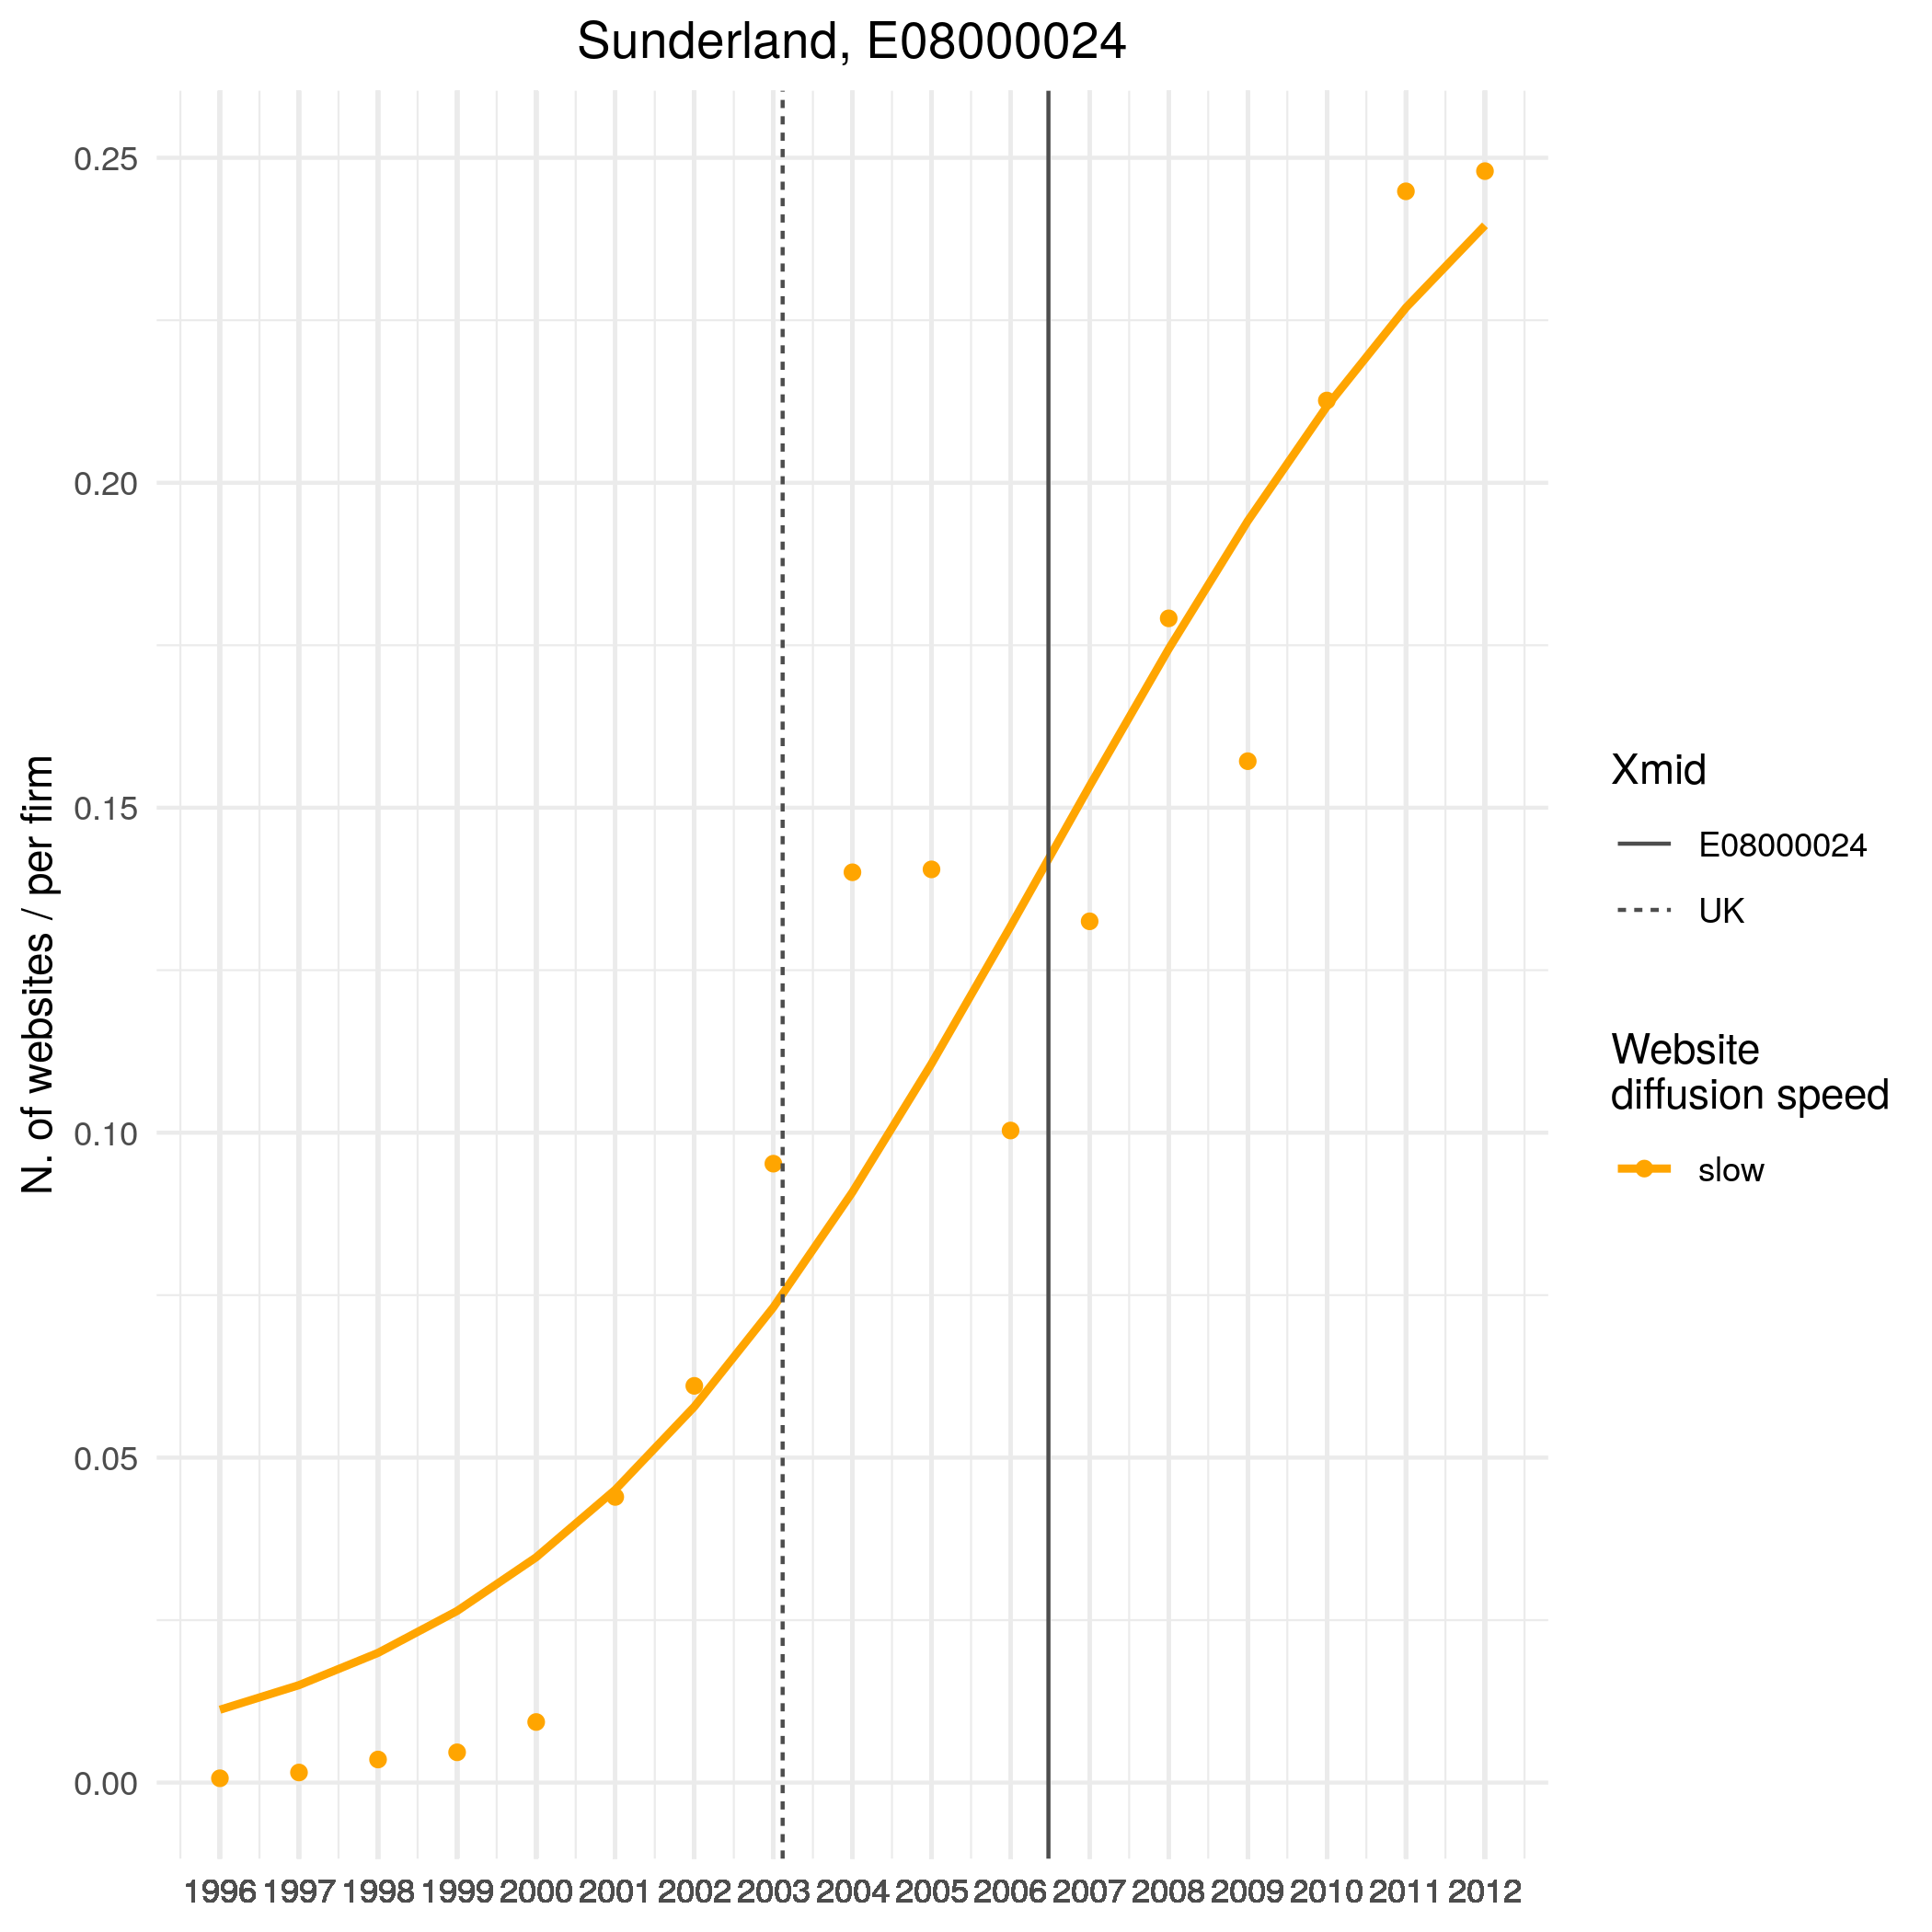 Sunderland, E08000024
N. of websites / per firm
0.25
0.20
0.15
0.10
0.05
0.00
1996 1997 1998 1999 2000 2001 2002 2003 2004 2005 2006 2007 2008 2009 2010 2011 2012
Xmid
E08000024
UK
Website
diffusion speed
slow